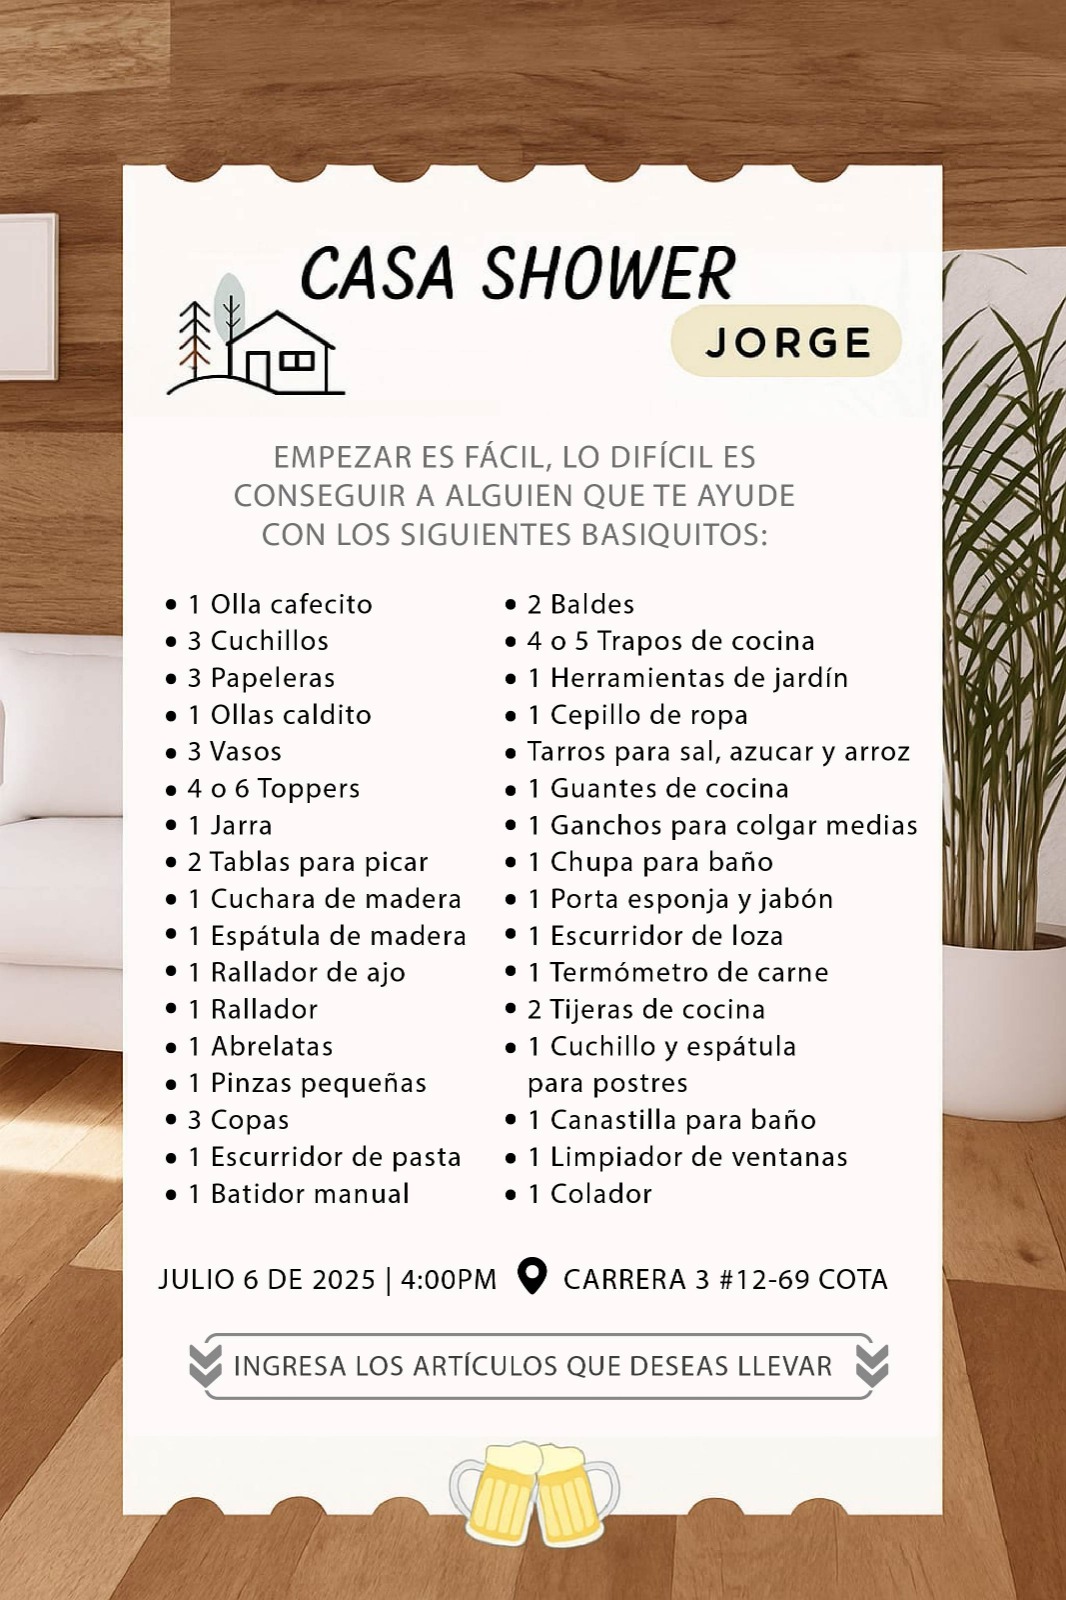 CASA SHOWER
JORGE
EMPEZAR ES FÁCIL, LO DIFÍCIL ES
CONSEGUIR A ALGUIEN QUE TE AYUDE
CON LOS SIGUIENTES BASIQUITOS:
• 1 Olla cafecito
• 3 Cuchillos
• 3 Papeleras
• 1 Ollas caldito
• 3 Vasos
• 4 o 6 Toppers
• 1 Jarra
• 2 Tablas para picar
• 1 Cuchara de madera
• 1 Espátula de madera
• 1 Rallador de ajo
• 1 Rallador
• 1 Abrelatas
• 1 Pinzas pequeñas
• 3 Copas
• 1 Escurridor de pasta
• 1 Batidor manual
• 2 Baldes
• 4 o 5 Trapos de cocina
• 1 Herramientas de jardín
• 1 Cepillo de ropa
• Tarros para sal, azucar y arroz
• 1 Guantes de cocina
• 1 Ganchos para colgar medias
• 1 Chupa para baño
• 1 Porta esponja y jabón
• 1 Escurridor de loza
• 1 Termómetro de carne
• 2 Tijeras de cocina
• 1 Cuchillo y espátula
para postres
• 1 Canastilla para baño
• 1 Limpiador de ventanas
• 1 Colador
JULIO 6 DE 2025 | 4:00PM CARRERA 3 #12-69 COTA
INGRESA LOS ARTÍCULOS QUE DESEAS LLEVAR